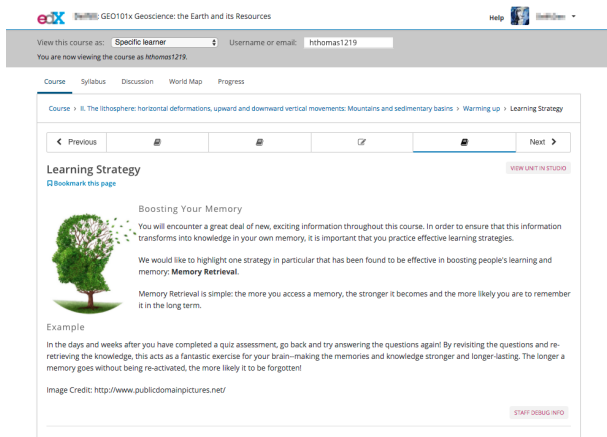 edX
: GEO101x Geoscience: the Earth and its Resources
Help
View this course as:
Specific learner
Username or email:
hthomas1219
You are now viewing the course as hthomas1219.
Course
Syllabus
Discussion
World Map
Progress
Course > II. The lithosphere: horizontal deformations, upward and downward vertical movements: Mountains and sedimentary basins > Warming up > Learning Strategy
Previous
Next
Learning Strategy
VIEW UNIT IN STUDIO
Bookmark this page
Boosting Your Memory
You will encounter a great deal of new, exciting information throughout this course. In order to ensure that this information
transforms into knowledge in your own memory, it is important that you practice effective learning strategies.
We would like to highlight one strategy in particular that has been found to be effective in boosting people's learning and
memory: Memory Retrieval.
Memory Retrieval is simple: the more you access a memory, the stronger it becomes and the more likely you are to remember
it in the long term.
Example
In the days and weeks after you have completed a quiz assessment, go back and try answering the questions again! By revisiting the questions and re-
retrieving the knowledge, this acts as a fantastic exercise for your brain--making the memories and knowledge stronger and longer-lasting. The longer a
memory goes without being re-activated, the more likely it to be forgotten!
Image Credit: http://www.publicdomainpictures.net/
STAFF DEBUG INFO